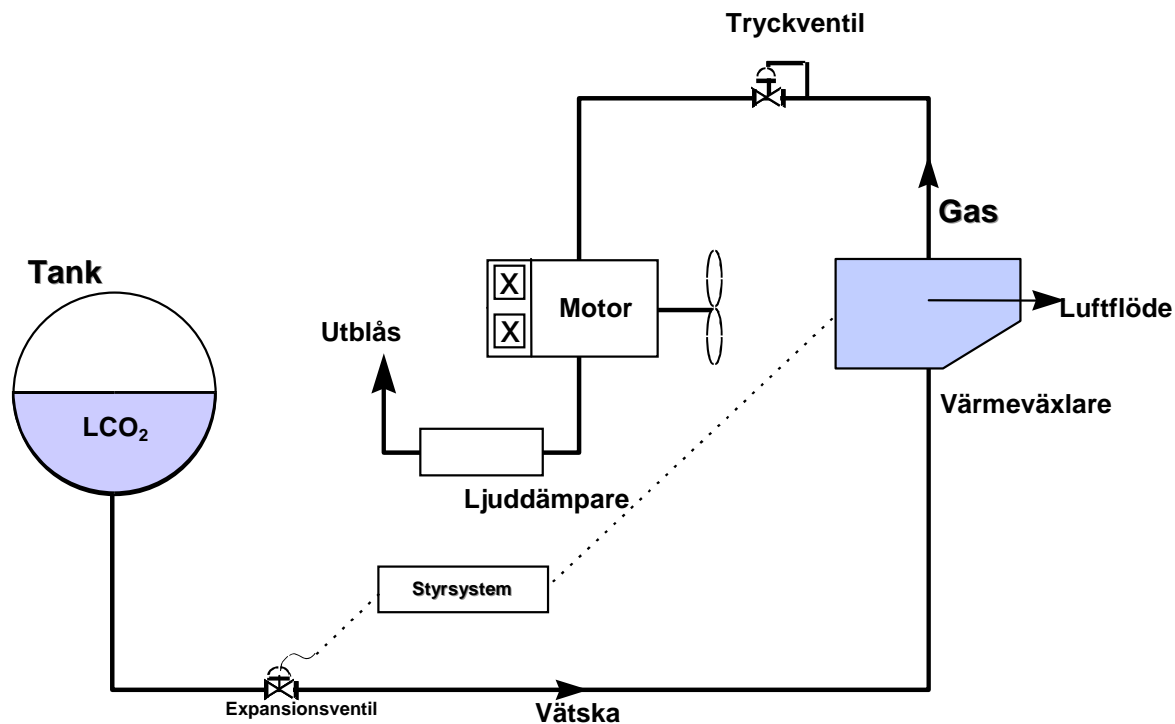 Tryckventil
Gas
Tank
X
Motor
Luftflöde
X
Utblås
Värmeväxlare
LCO₂
Ljuddämpare
Styrsystem
Expansionsventil
Vätska